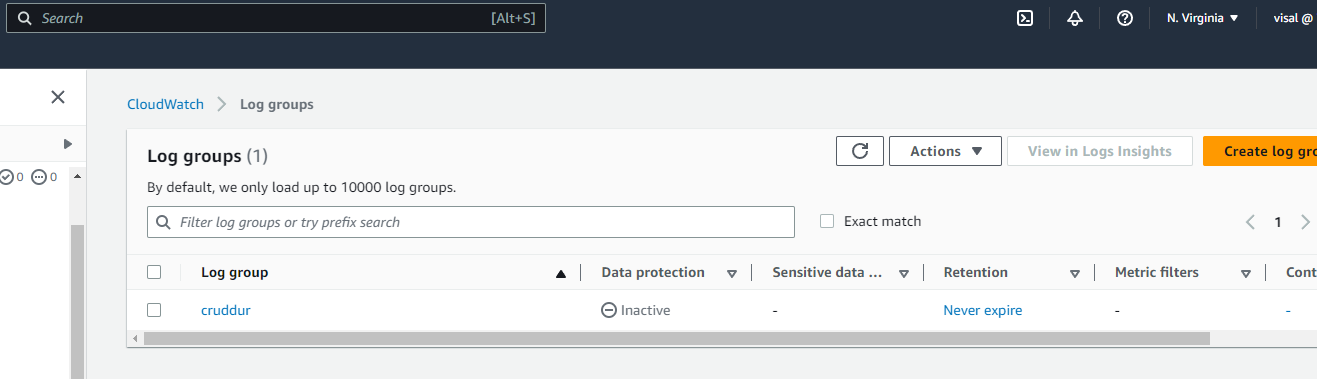 Search [Alt+S] N. Virginia visal @
CloudWatch Log groups
Log groups (1) Actions View in Logs Insights Create log gro
0 0
By default, we only load up to 10000 log groups.
Filter log groups or try prefix search Exact match 1
Log group Data protection Sensitive data ... Retention Metric filters Cont
cruddur Inactive - Never expire - -